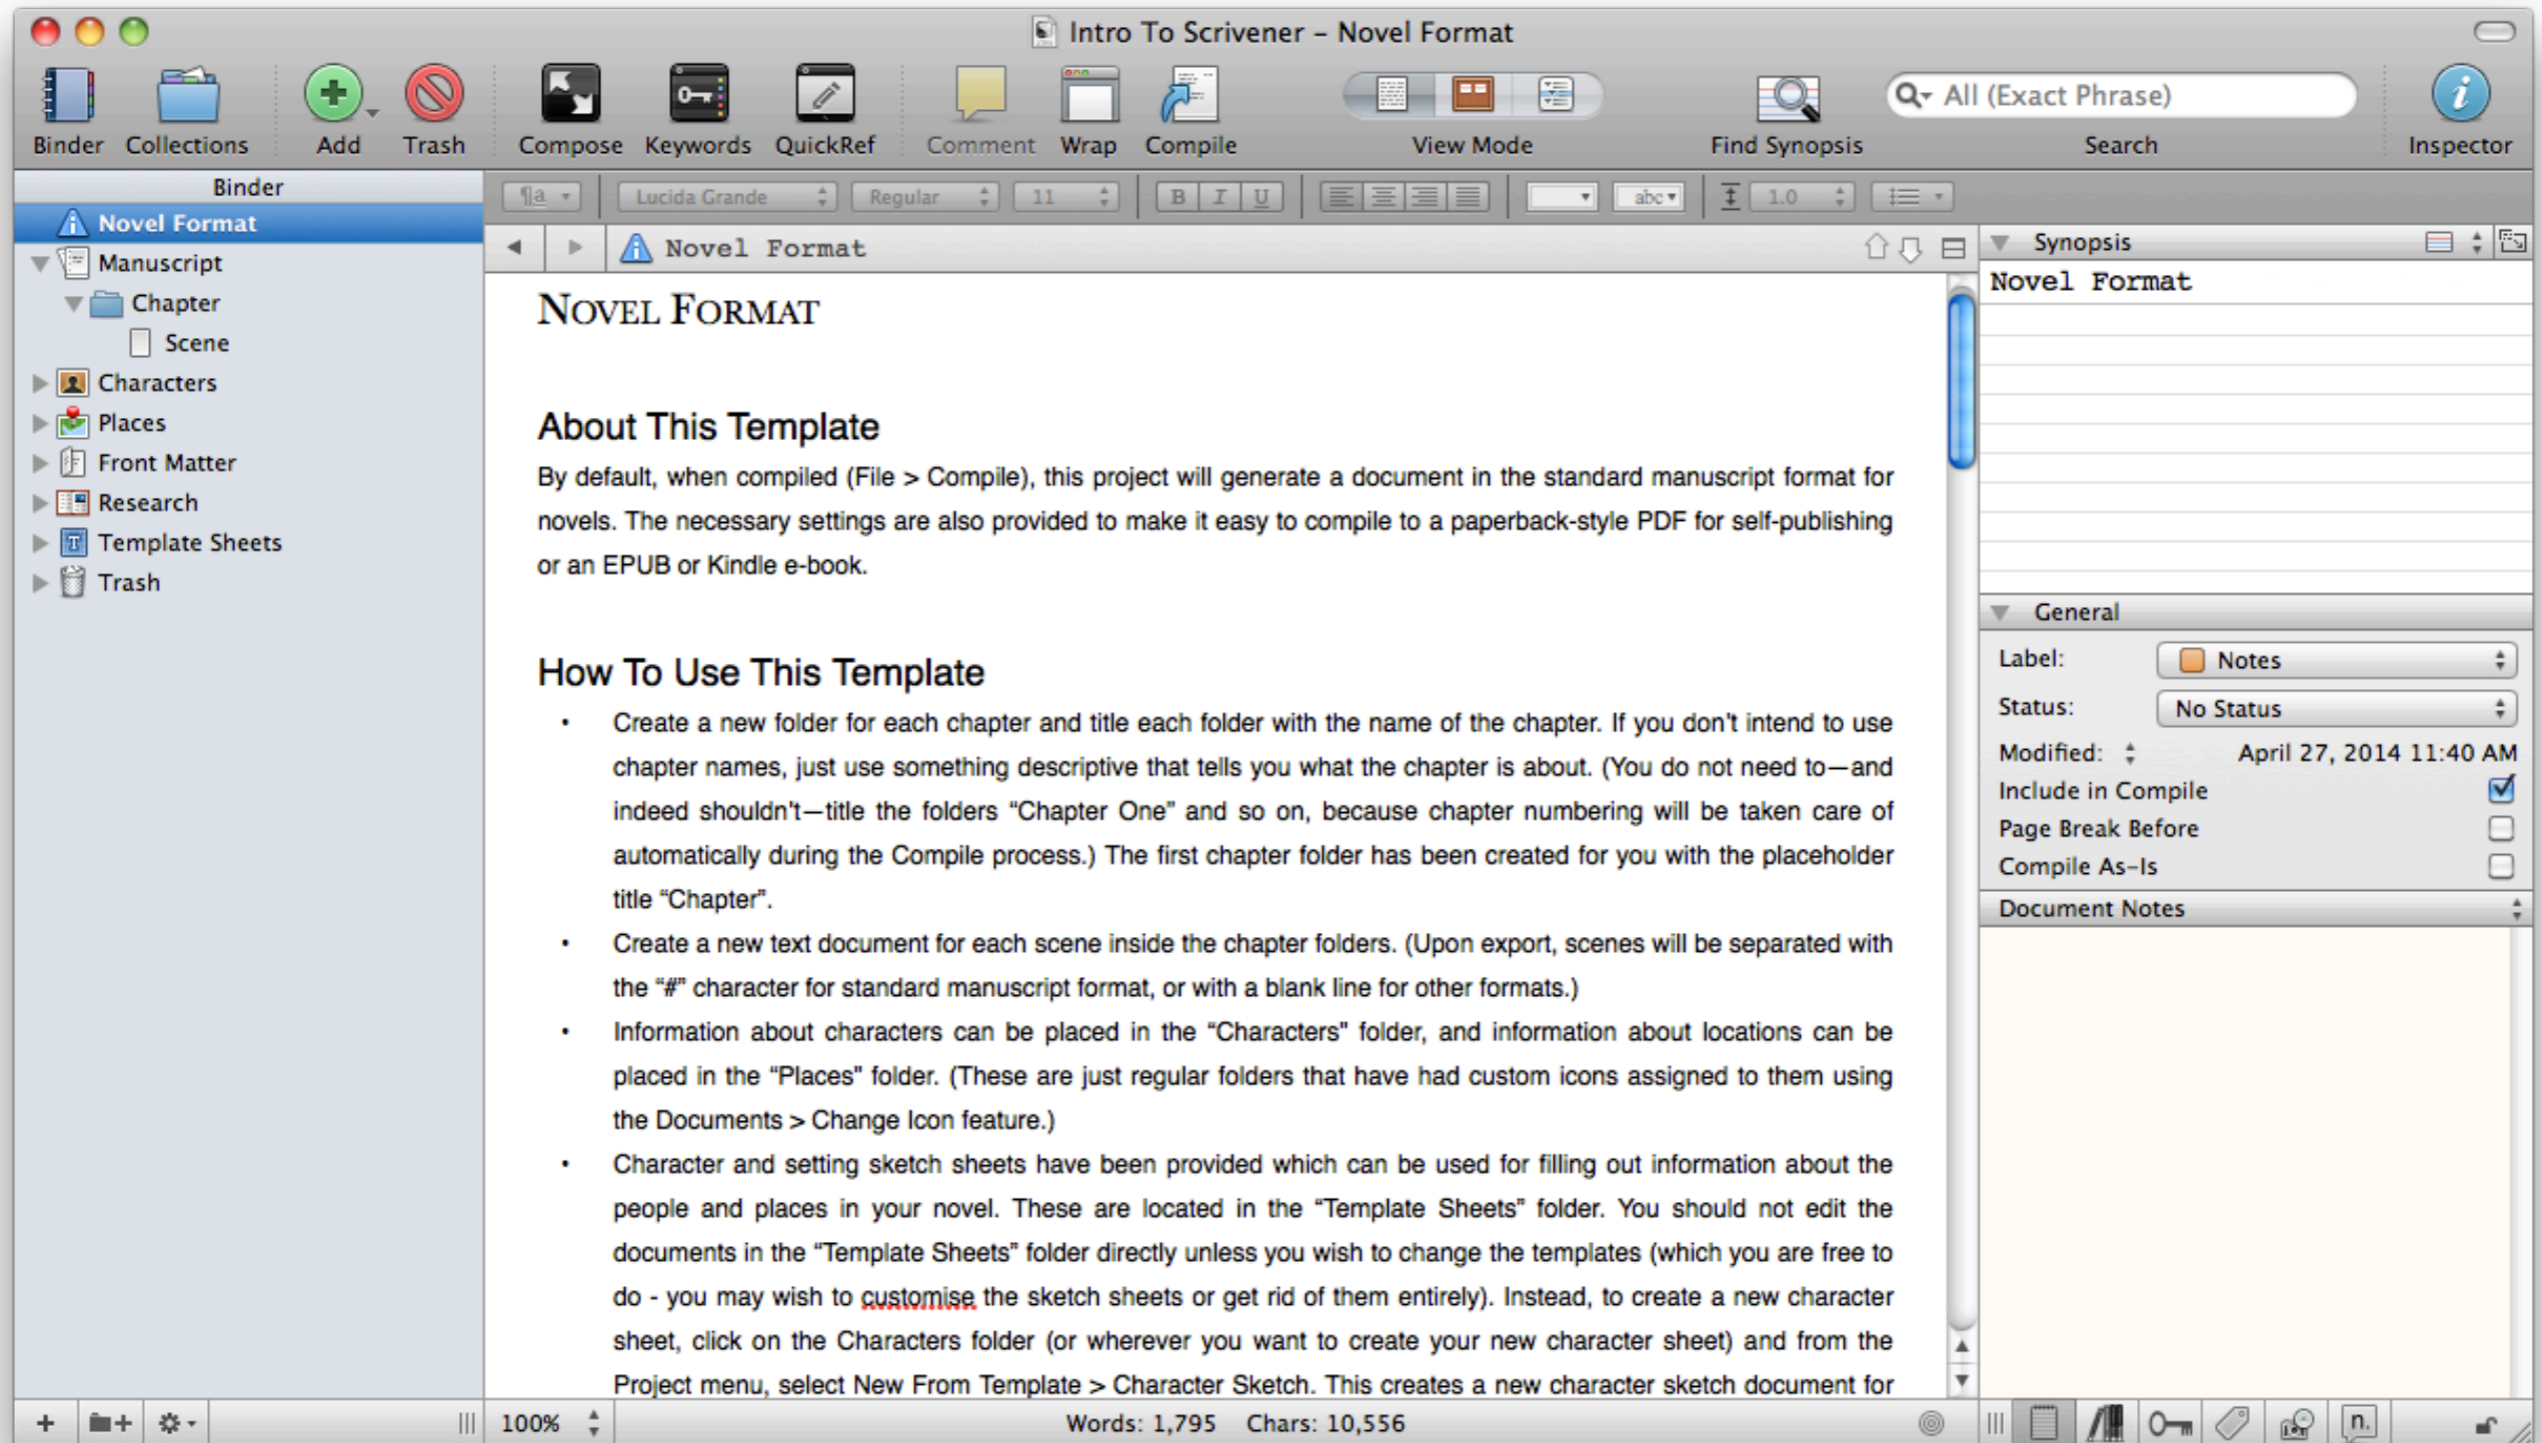 Intro To Scrivener – Novel Format
Binder Collections Add Trash Compose Keywords QuickRef Comment Wrap Compile View Mode Find Synopsis All (Exact Phrase) Search Inspector
Binder
¶a Lucida Grande Regular 11 B I U abc 1.0
Novel Format
Manuscript
Chapter
Scene
Characters
Places
Front Matter
Research
Template Sheets
Trash
Novel Format
NOVEL FORMAT
About This Template
By default, when compiled (File > Compile), this project will generate a document in the standard manuscript format for
novels. The necessary settings are also provided to make it easy to compile to a paperback-style PDF for self-publishing
or an EPUB or Kindle e-book.
How To Use This Template
• Create a new folder for each chapter and title each folder with the name of the chapter. If you don't intend to use
chapter names, just use something descriptive that tells you what the chapter is about. (You do not need to—and
indeed shouldn't—title the folders “Chapter One” and so on, because chapter numbering will be taken care of
automatically during the Compile process.) The first chapter folder has been created for you with the placeholder
title “Chapter”.
• Create a new text document for each scene inside the chapter folders. (Upon export, scenes will be separated with
the “#” character for standard manuscript format, or with a blank line for other formats.)
• Information about characters can be placed in the “Characters” folder, and information about locations can be
placed in the “Places” folder. (These are just regular folders that have had custom icons assigned to them using
the Documents > Change Icon feature.)
• Character and setting sketch sheets have been provided which can be used for filling out information about the
people and places in your novel. These are located in the “Template Sheets” folder. You should not edit the
documents in the “Template Sheets” folder directly unless you wish to change the templates (which you are free to
do - you may wish to customise the sketch sheets or get rid of them entirely). Instead, to create a new character
sheet, click on the Characters folder (or wherever you want to create your new character sheet) and from the
Project menu, select New From Template > Character Sketch. This creates a new character sketch document for
Synopsis
Novel Format
General
Label: Notes
Status: No Status
Modified: April 27, 2014 11:40 AM
Include in Compile
Page Break Before
Compile As-Is
Document Notes
100% Words: 1,795 Chars: 10,556
n.